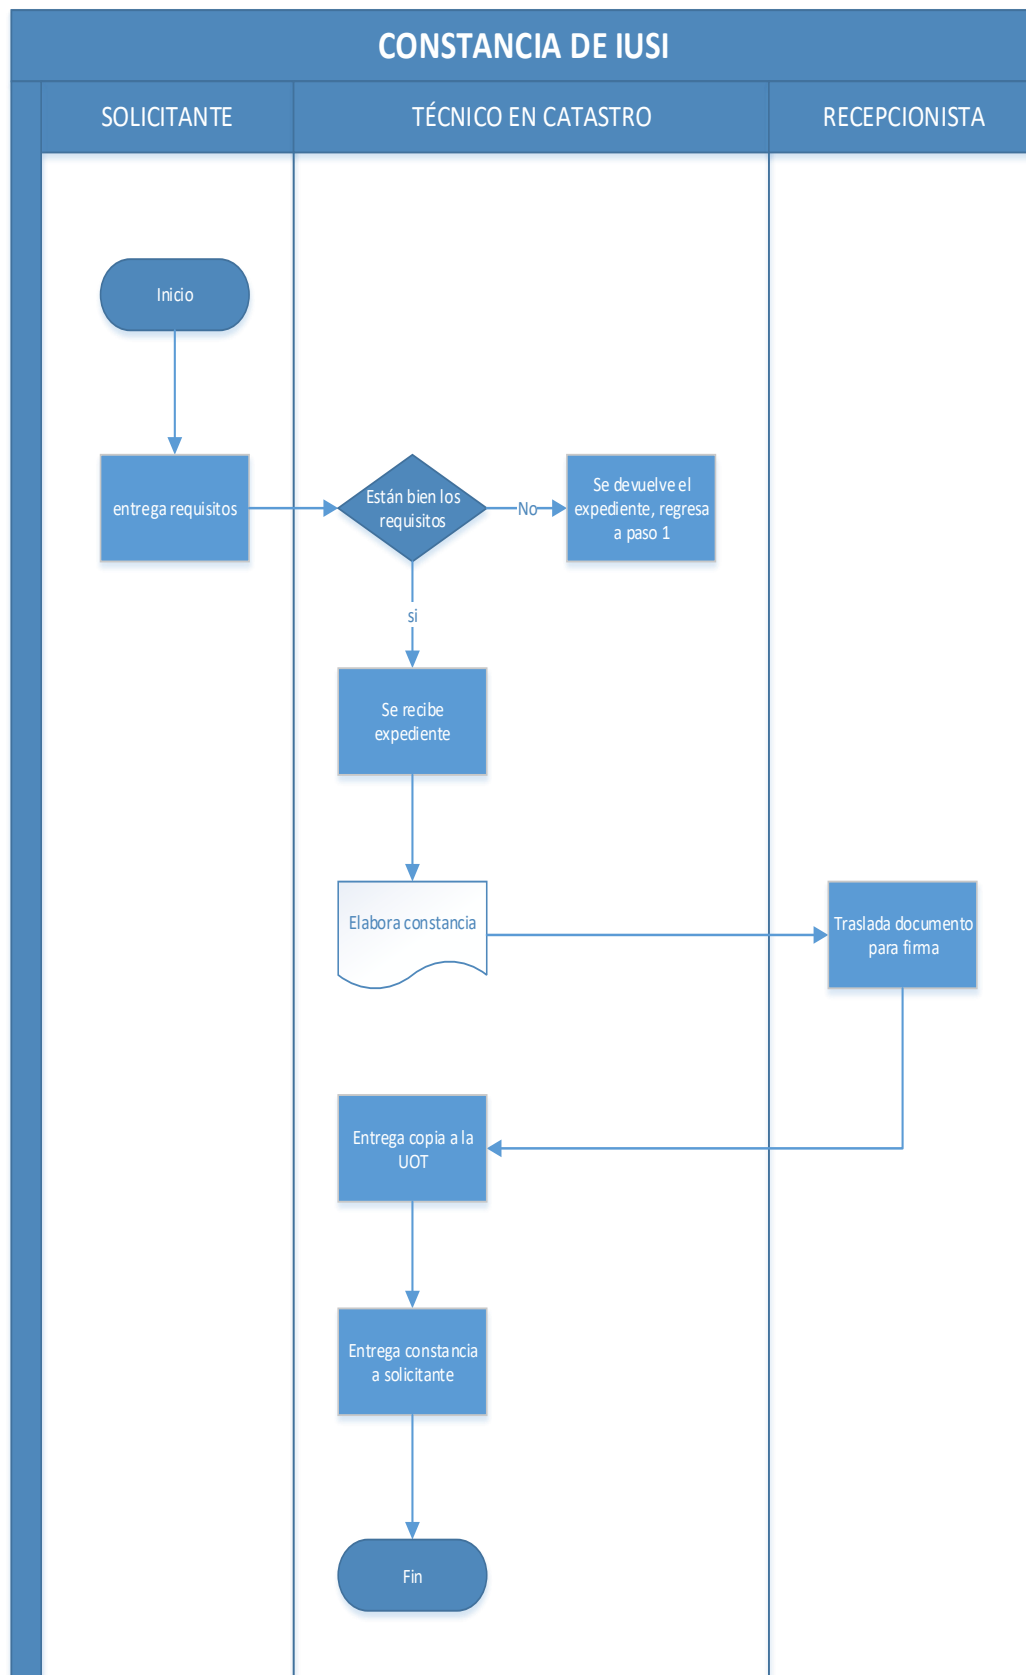 CONSTANCIA DE IUSI
SOLICITANTE
TÉCNICO EN CATASTRO
RECEPCIONISTA
Inicio
entrega requisitos
Están bien los
requisitos
No
Se devuelve el
expediente, regresa
a paso 1
si
Se recibe
expediente
Elabora constancia
Traslada documento
para firma
Entrega copia a la
UOT
Entrega constancia
a solicitante
Fin